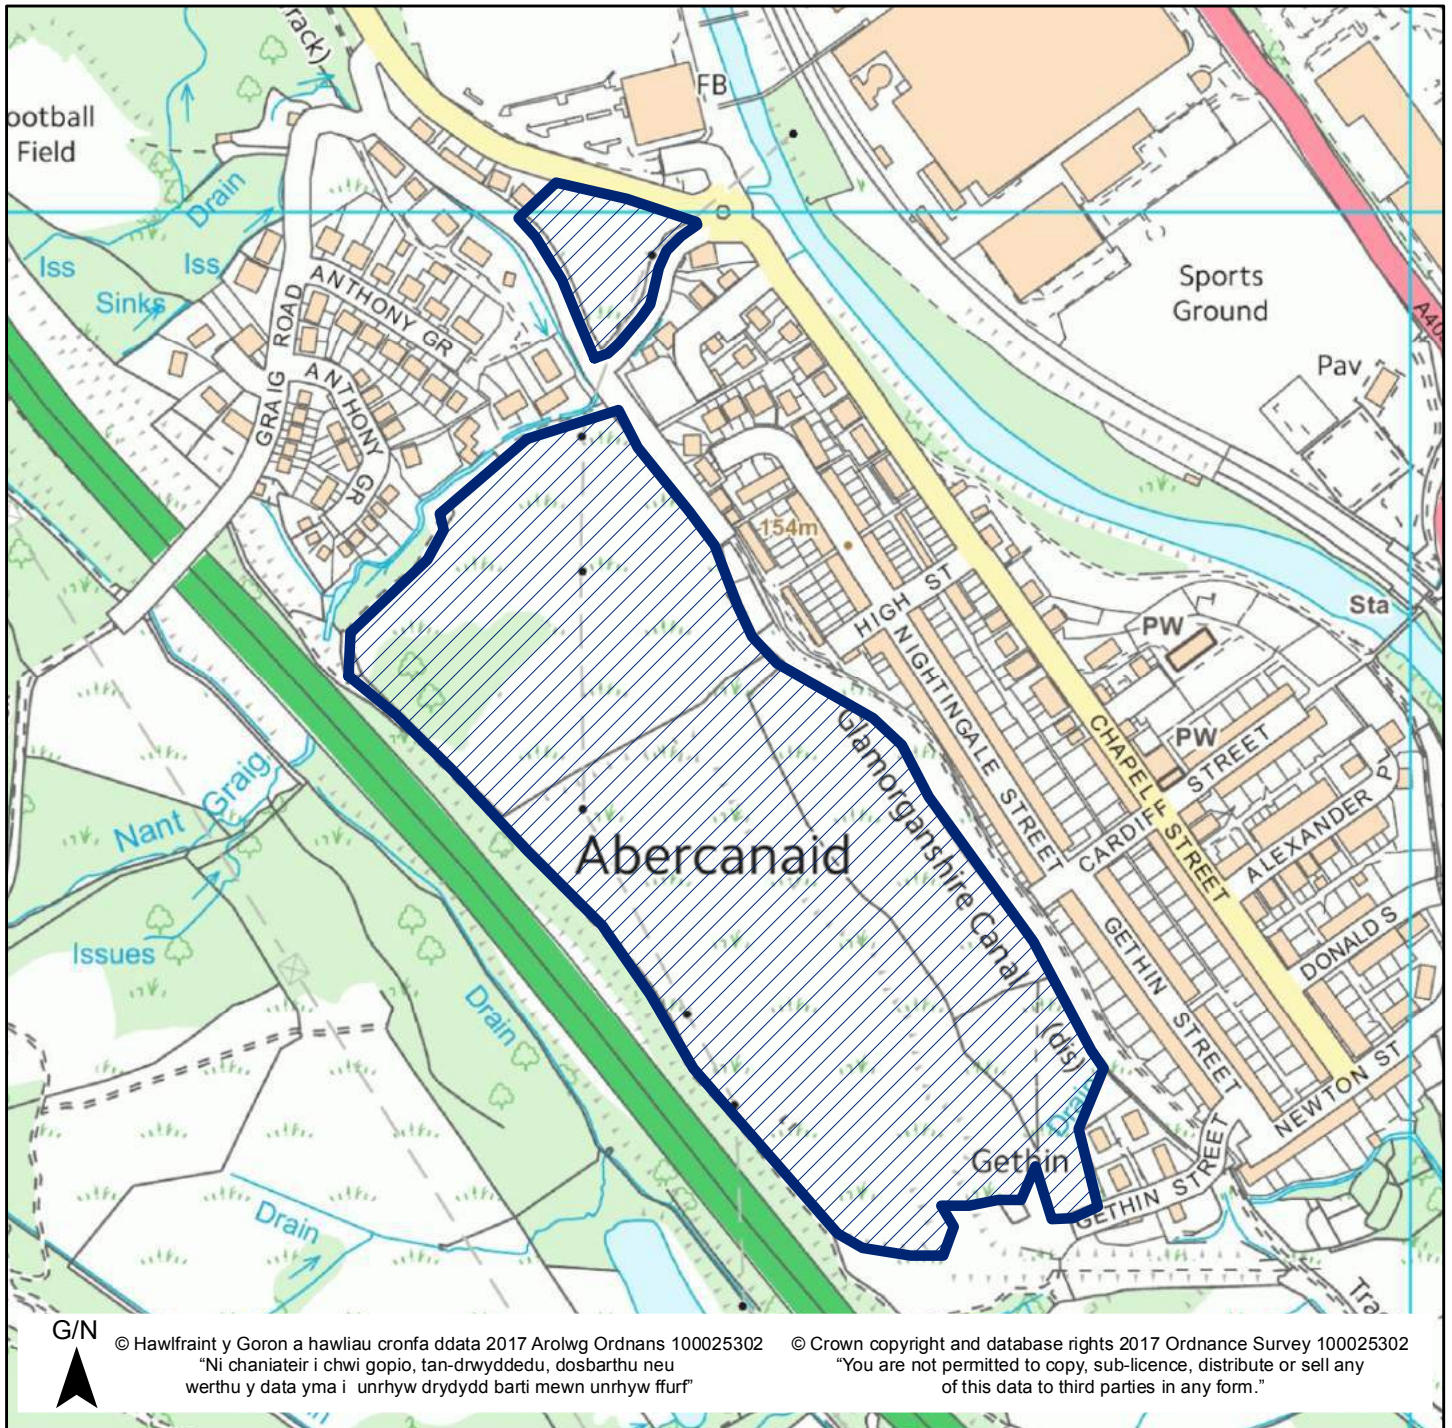 rack)
FB
ootball
Field
Drain
Iss
Iss
Sinks
ANTHONY GR
GRAIG ROAD
ANTHONY GR
Sports
Ground
A40
Pav
154m
HIGH ST
Sta
PW
PW
NIGHTINGALE STREET
CHAPEL STREET
CARDIFF STREET
ALEXANDER PL
Glamorganshire Canal
(dis)
Nant Graig
Abercanaid
Issues
Drain
GETHIN STREET
DONALD S
NEWTON ST
Drain
Gethin
GETHIN STREET
Drain
Tra
G/N
© Hawlfraint y Goron a hawliau cronfa ddata 2017 Arolwg Ordnans 100025302
“Ni chaniateir i chwi gopio, tan-drwyddedu, dosbarthu neu
werthu y data yma i unrhyw drydydd barti mewn unrhyw ffurf”
© Crown copyright and database rights 2017 Ordnance Survey 100025302
“You are not permitted to copy, sub-licence, distribute or sell any
of this data to third parties in any form.”